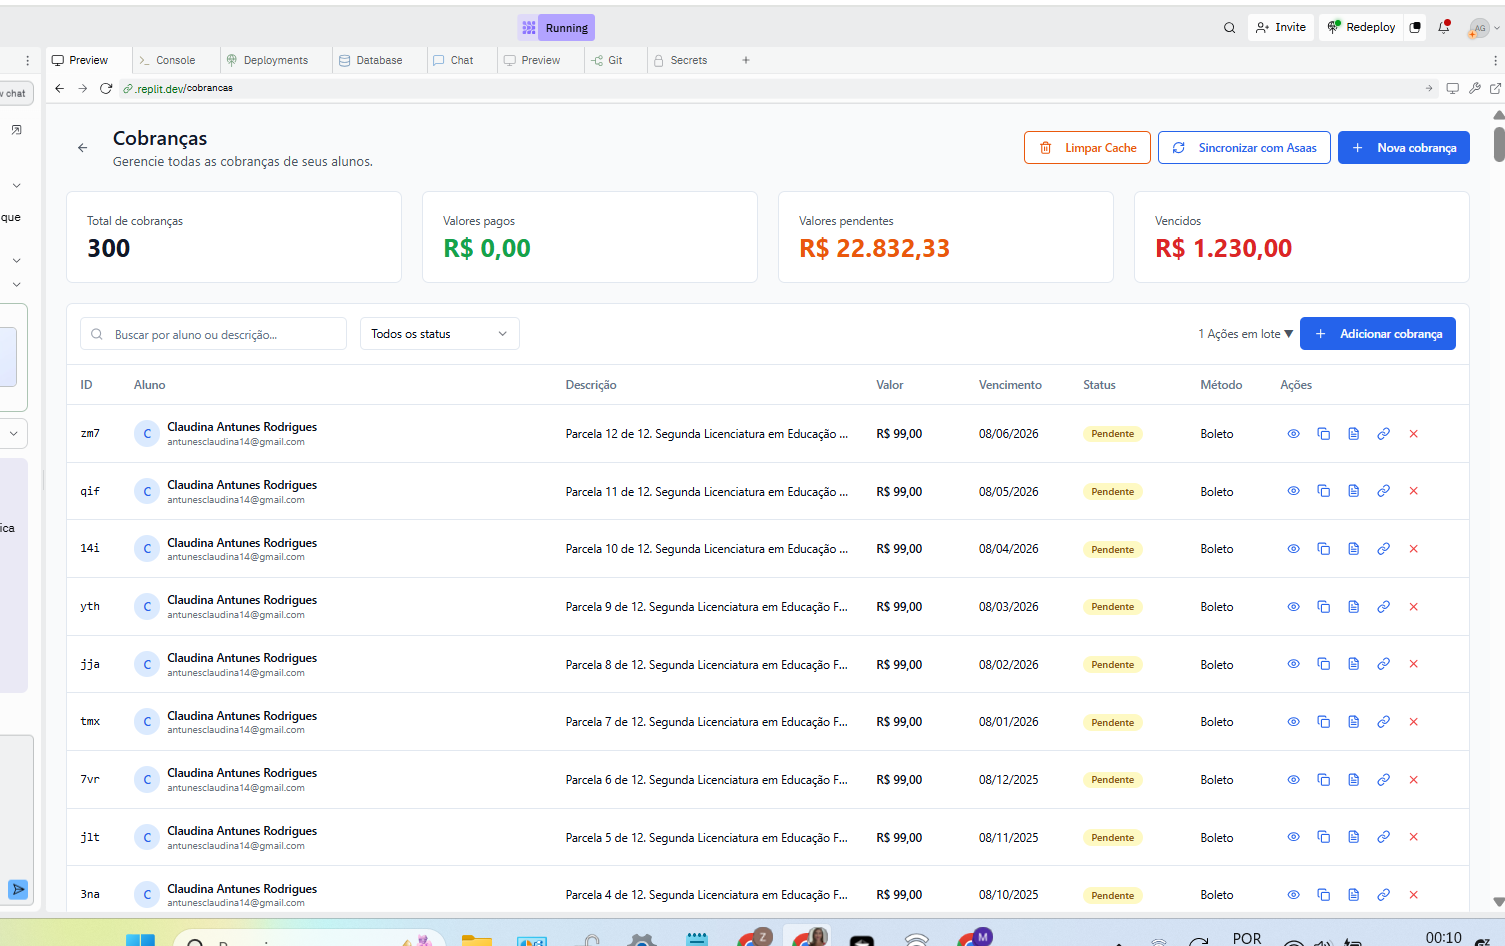 Running
Invite
Redeploy
AG
Preview
Console
Deployments
Database
Chat
Preview
Git
Secrets
w chat
.replit.dev/cobrancas
que
ica
Cobranças
Gerencie todas as cobranças de seus alunos.
Limpar Cache
Sincronizar com Asaas
Nova cobrança
Total de cobranças
300
Valores pagos
R$ 0,00
Valores pendentes
R$ 22.832,33
Vencidos
R$ 1.230,00
Buscar por aluno ou descrição...
Todos os status
1 Ações em lote ▼
Adicionar cobrança
ID Aluno Descrição Valor Vencimento Status Método Ações
zm7 C Claudina Antunes Rodrigues Parcela 12 de 12. Segunda Licenciatura em Educação ... R$ 99,00 08/06/2026 Pendente Boleto
antunesclaudina14@gmail.com
qif C Claudina Antunes Rodrigues Parcela 11 de 12. Segunda Licenciatura em Educação ... R$ 99,00 08/05/2026 Pendente Boleto
antunesclaudina14@gmail.com
14i C Claudina Antunes Rodrigues Parcela 10 de 12. Segunda Licenciatura em Educação ... R$ 99,00 08/04/2026 Pendente Boleto
antunesclaudina14@gmail.com
yth C Claudina Antunes Rodrigues Parcela 9 de 12. Segunda Licenciatura em Educação F... R$ 99,00 08/03/2026 Pendente Boleto
antunesclaudina14@gmail.com
jja C Claudina Antunes Rodrigues Parcela 8 de 12. Segunda Licenciatura em Educação F... R$ 99,00 08/02/2026 Pendente Boleto
antunesclaudina14@gmail.com
tmx C Claudina Antunes Rodrigues Parcela 7 de 12. Segunda Licenciatura em Educação F... R$ 99,00 08/01/2026 Pendente Boleto
antunesclaudina14@gmail.com
7vr C Claudina Antunes Rodrigues Parcela 6 de 12. Segunda Licenciatura em Educação F... R$ 99,00 08/12/2025 Pendente Boleto
antunesclaudina14@gmail.com
jlt C Claudina Antunes Rodrigues Parcela 5 de 12. Segunda Licenciatura em Educação F... R$ 99,00 08/11/2025 Pendente Boleto
antunesclaudina14@gmail.com
3na C Claudina Antunes Rodrigues Parcela 4 de 12. Segunda Licenciatura em Educação F... R$ 99,00 08/10/2025 Pendente Boleto
antunesclaudina14@gmail.com
Z
M
POR
00:10